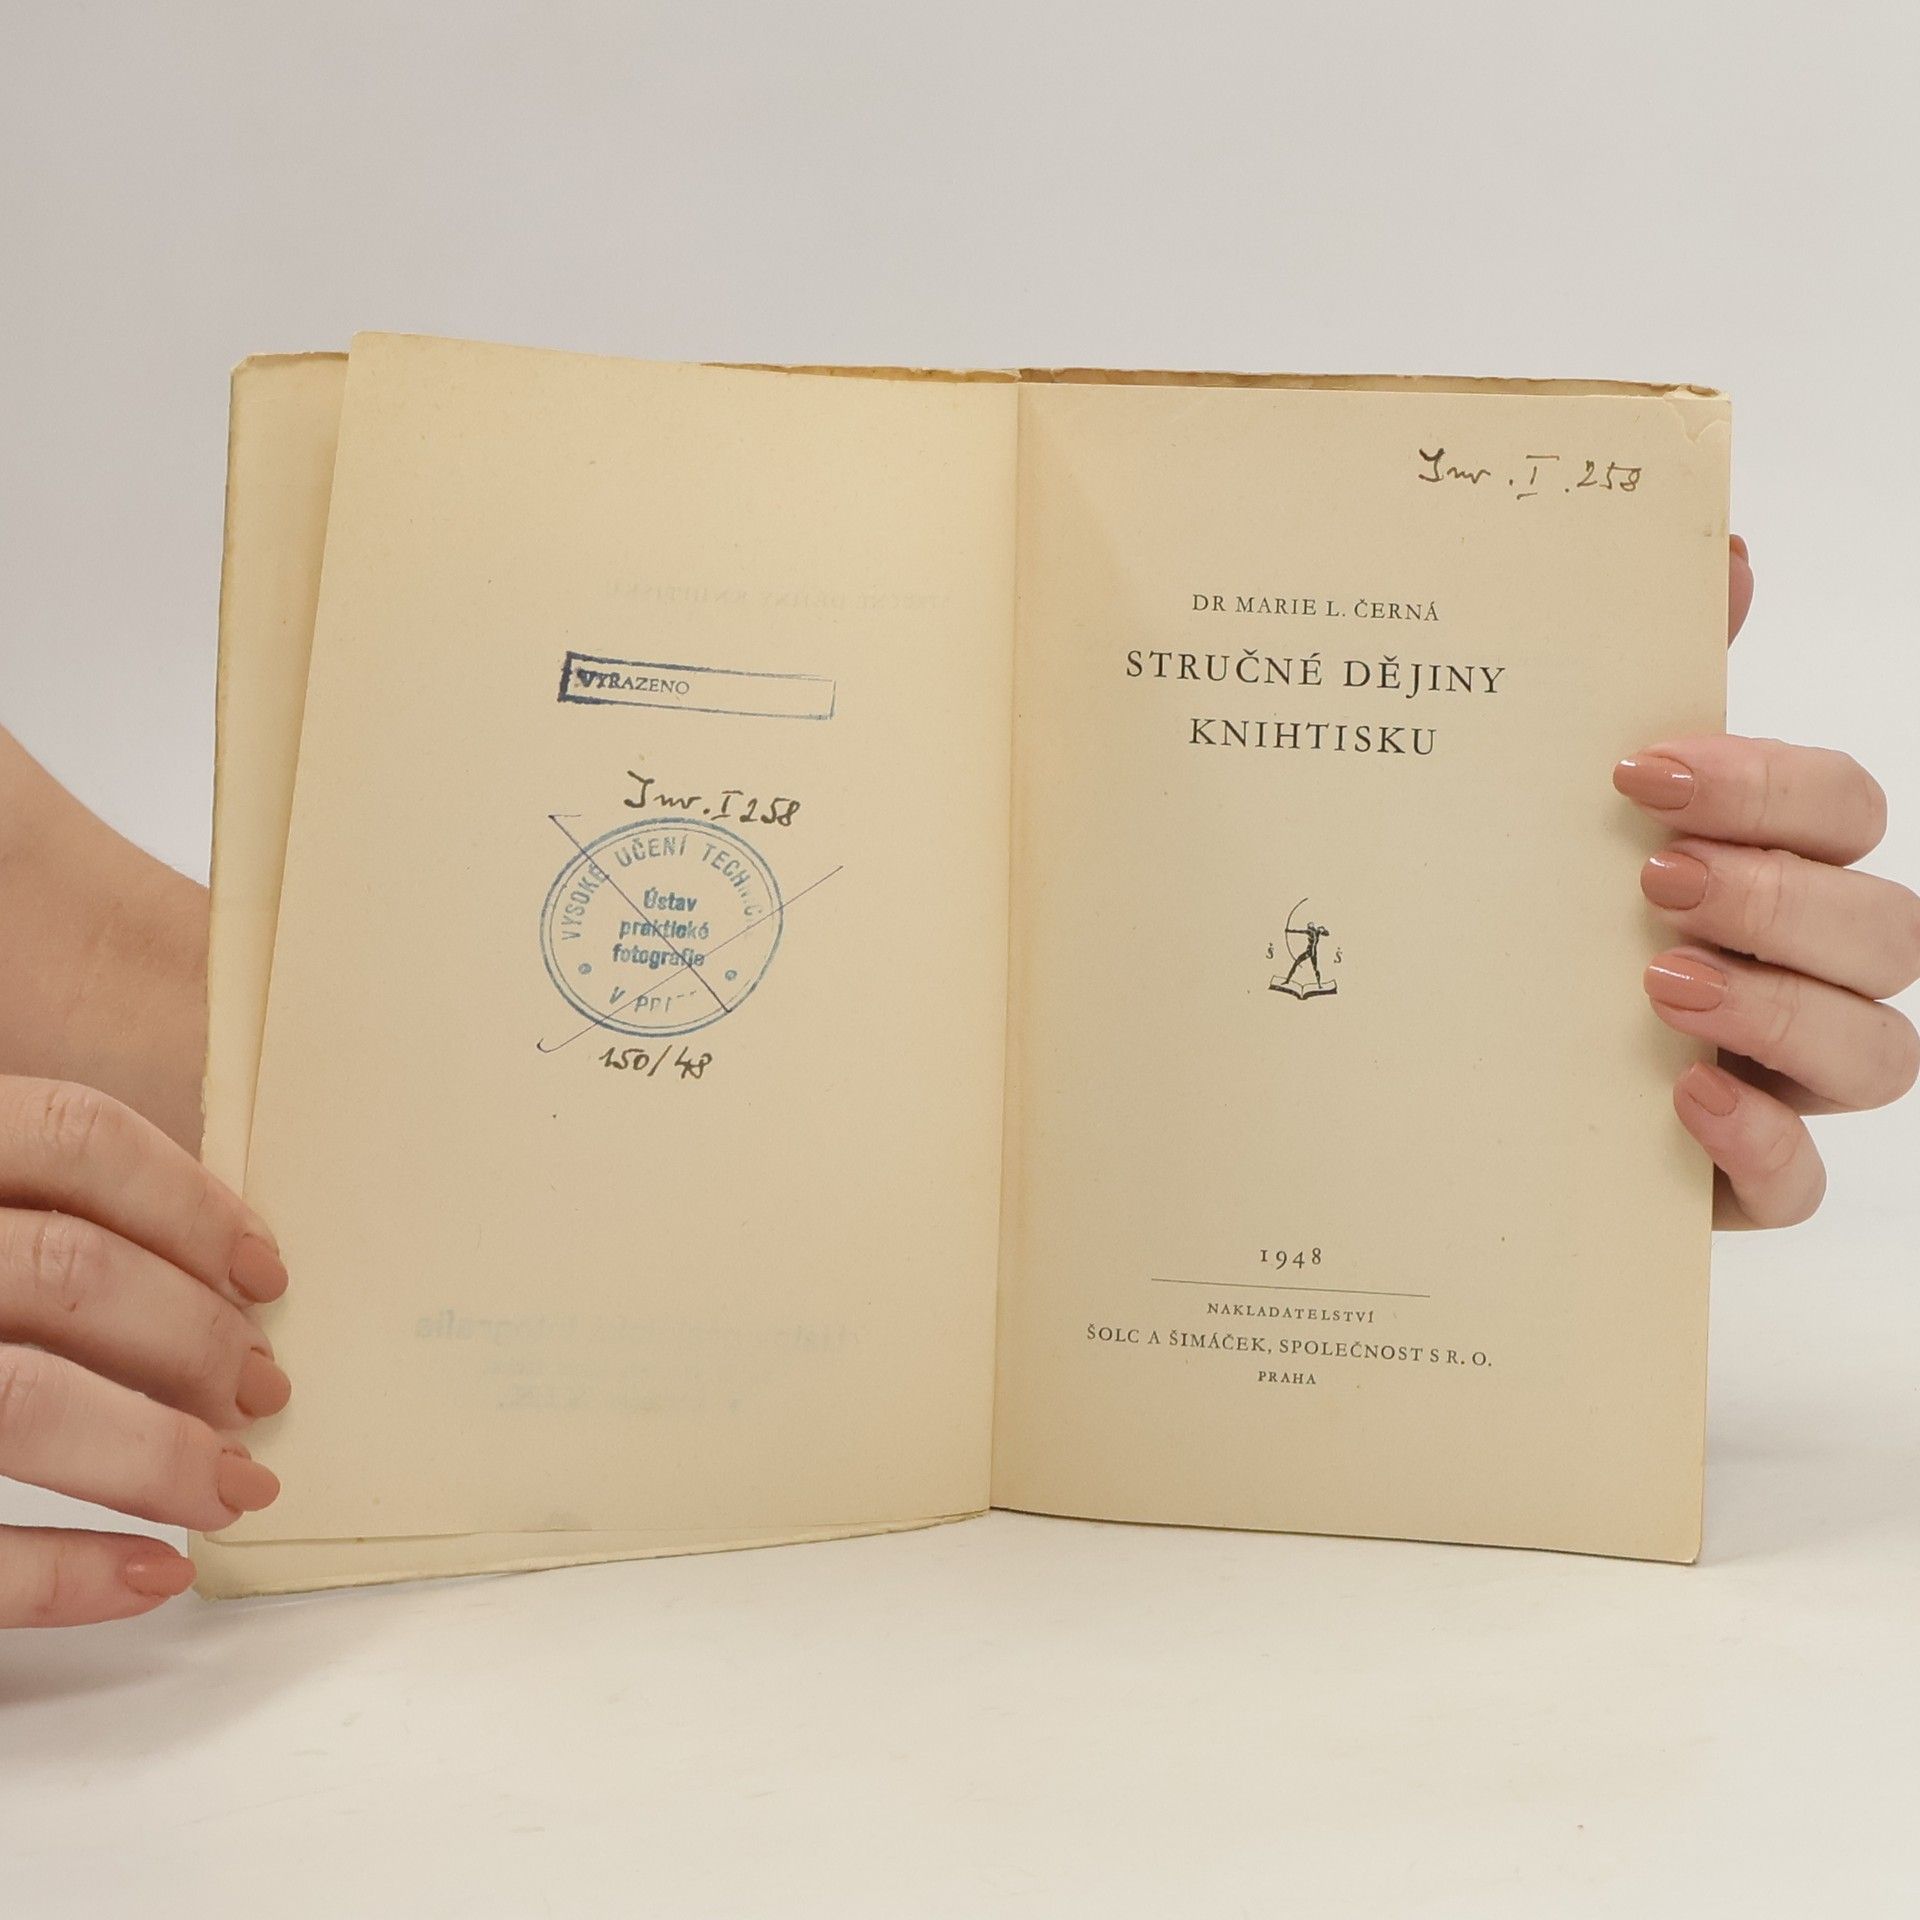 VYŘAZENO
Inv. I 258
VYSOKÉ UČENÍ TECHNIC
Ústav
praktické
fotografie
V
150/48
Inv. I. 258
DR MARIE L. ČERNÁ
STRUČNÉ DĚJINY
KNIHTISKU
Š Š
1948
NAKLADATELSTVÍ
ŠOLC A ŠIMÁČEK, SPOLEČNOST S R. O.
PRAHA